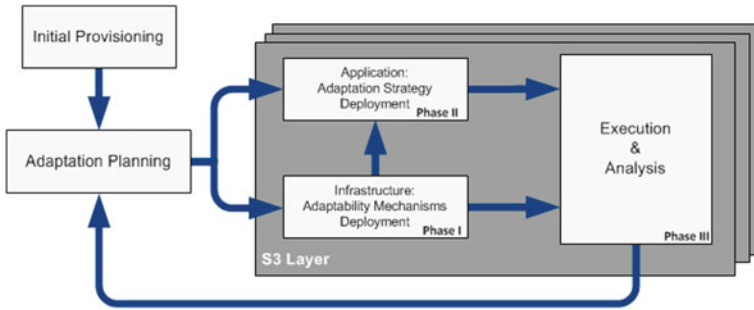 Initial Provisioning
Adaptation Planning
Application:
Adaptation Strategy
Deployment
Phase II
Infrastructure:
Adaptability Mechanisms
Deployment
Phase I
Execution
&
Analysis
Phase III
S3 Layer